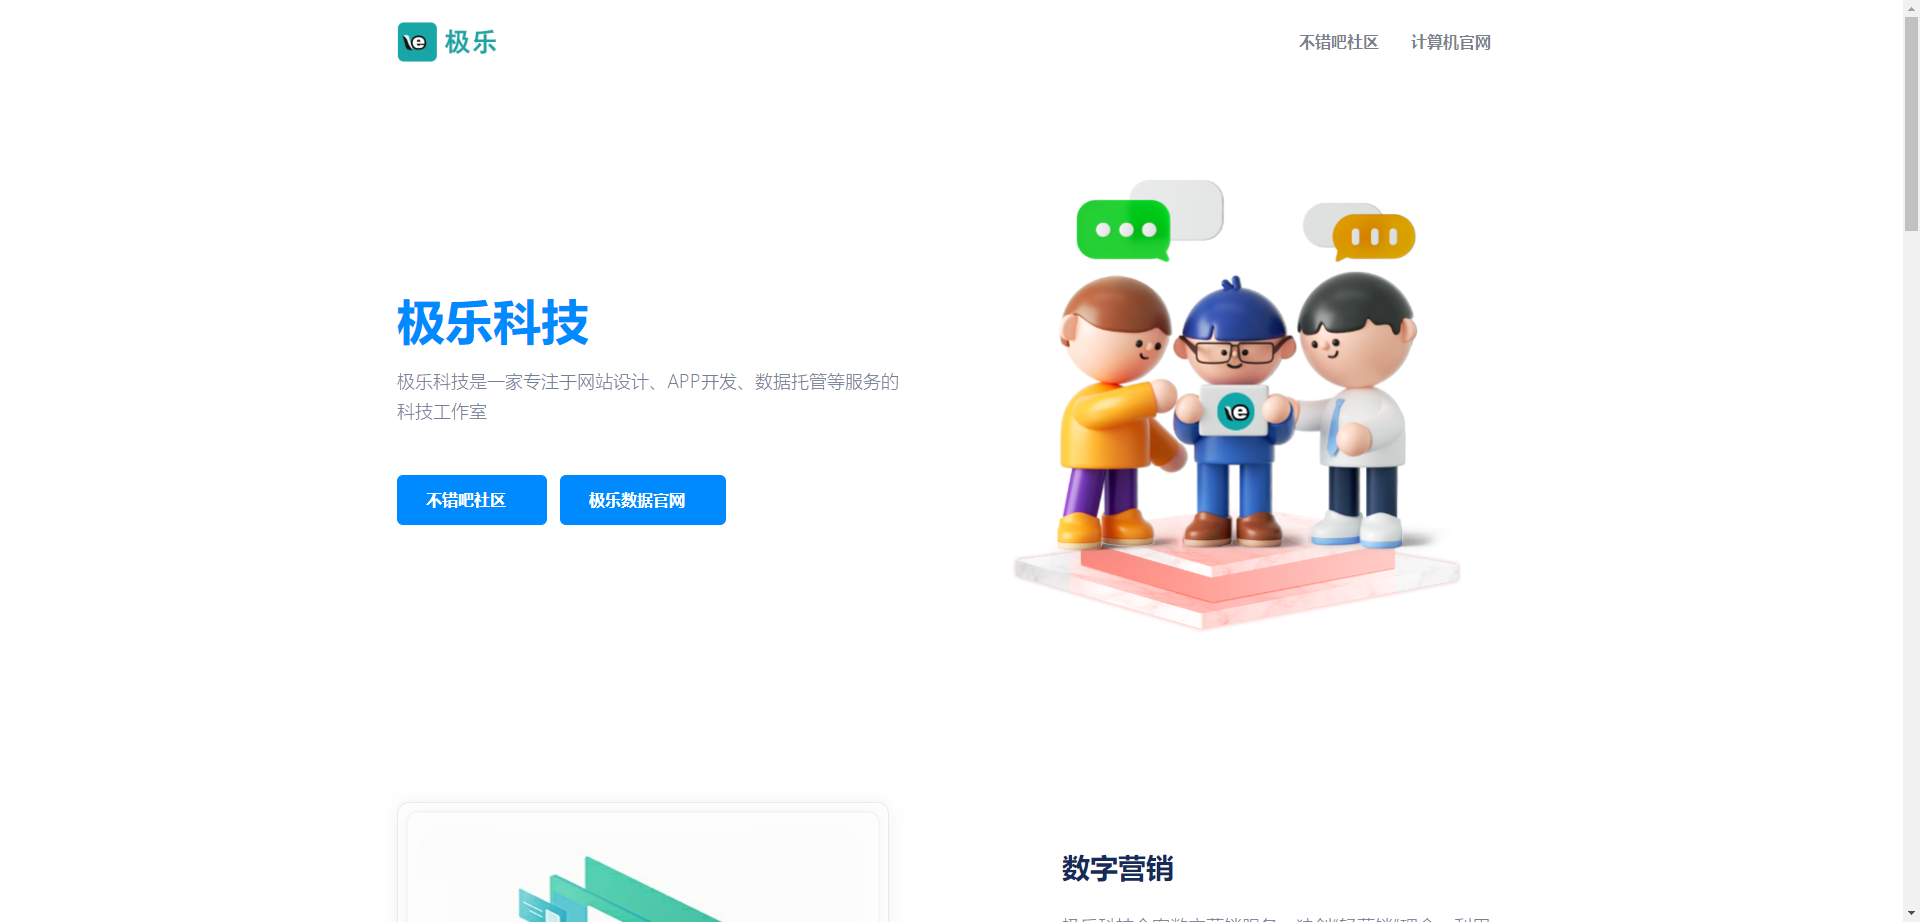 极乐
不错吧社区
计算机官网
极乐科技
极乐科技是一家专注于网站设计、APP开发、数据托管等服务的
科技工作室
不错吧社区
极乐数据官网
数字营销